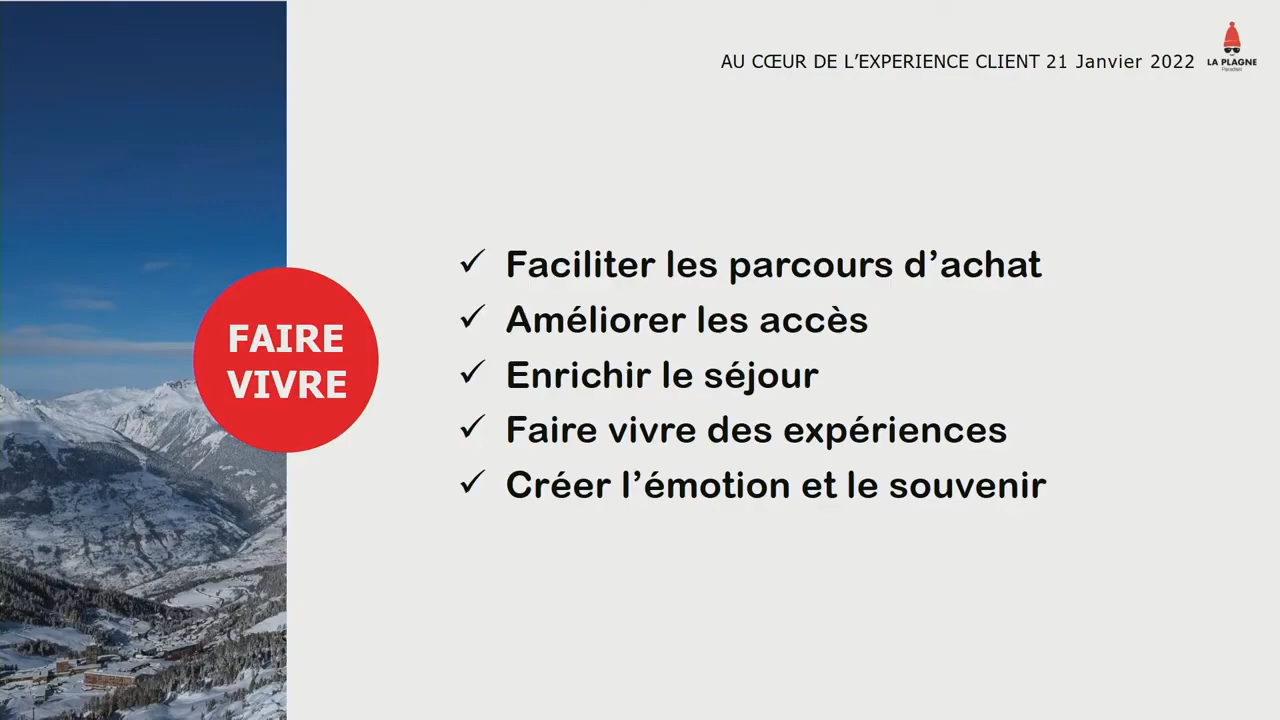 AU CŒUR DE L’EXPERIENCE CLIENT 21 Janvier 2022
LA PLAGNE
Paradiski
FAIRE
VIVRE
✓ Faciliter les parcours d’achat
✓ Améliorer les accès
✓ Enrichir le séjour
✓ Faire vivre des expériences
✓ Créer l’émotion et le souvenir